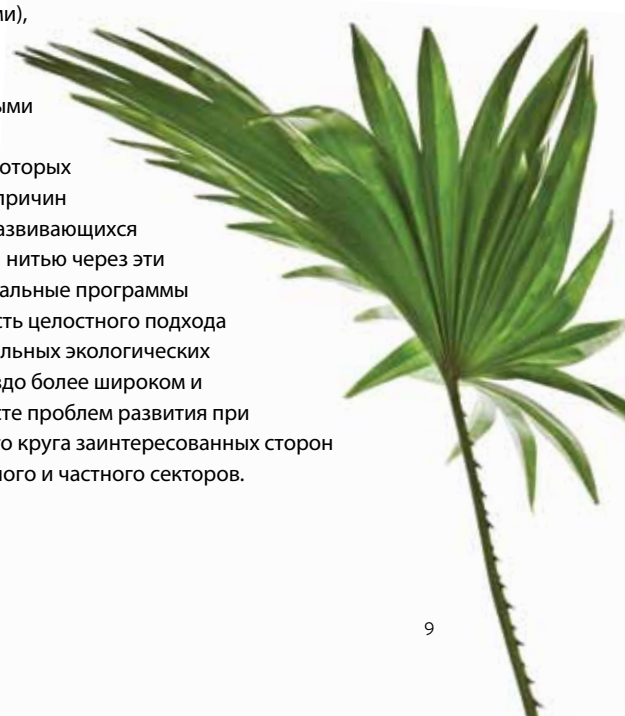 ми),
ыми
оторых
причин
азвивающихся
нитью через эти
альные программы
сть целостного подхода
льных экологических
здо более широком и
сте проблем развития при
го круга заинтересованных сторон
ного и частного секторов.
9